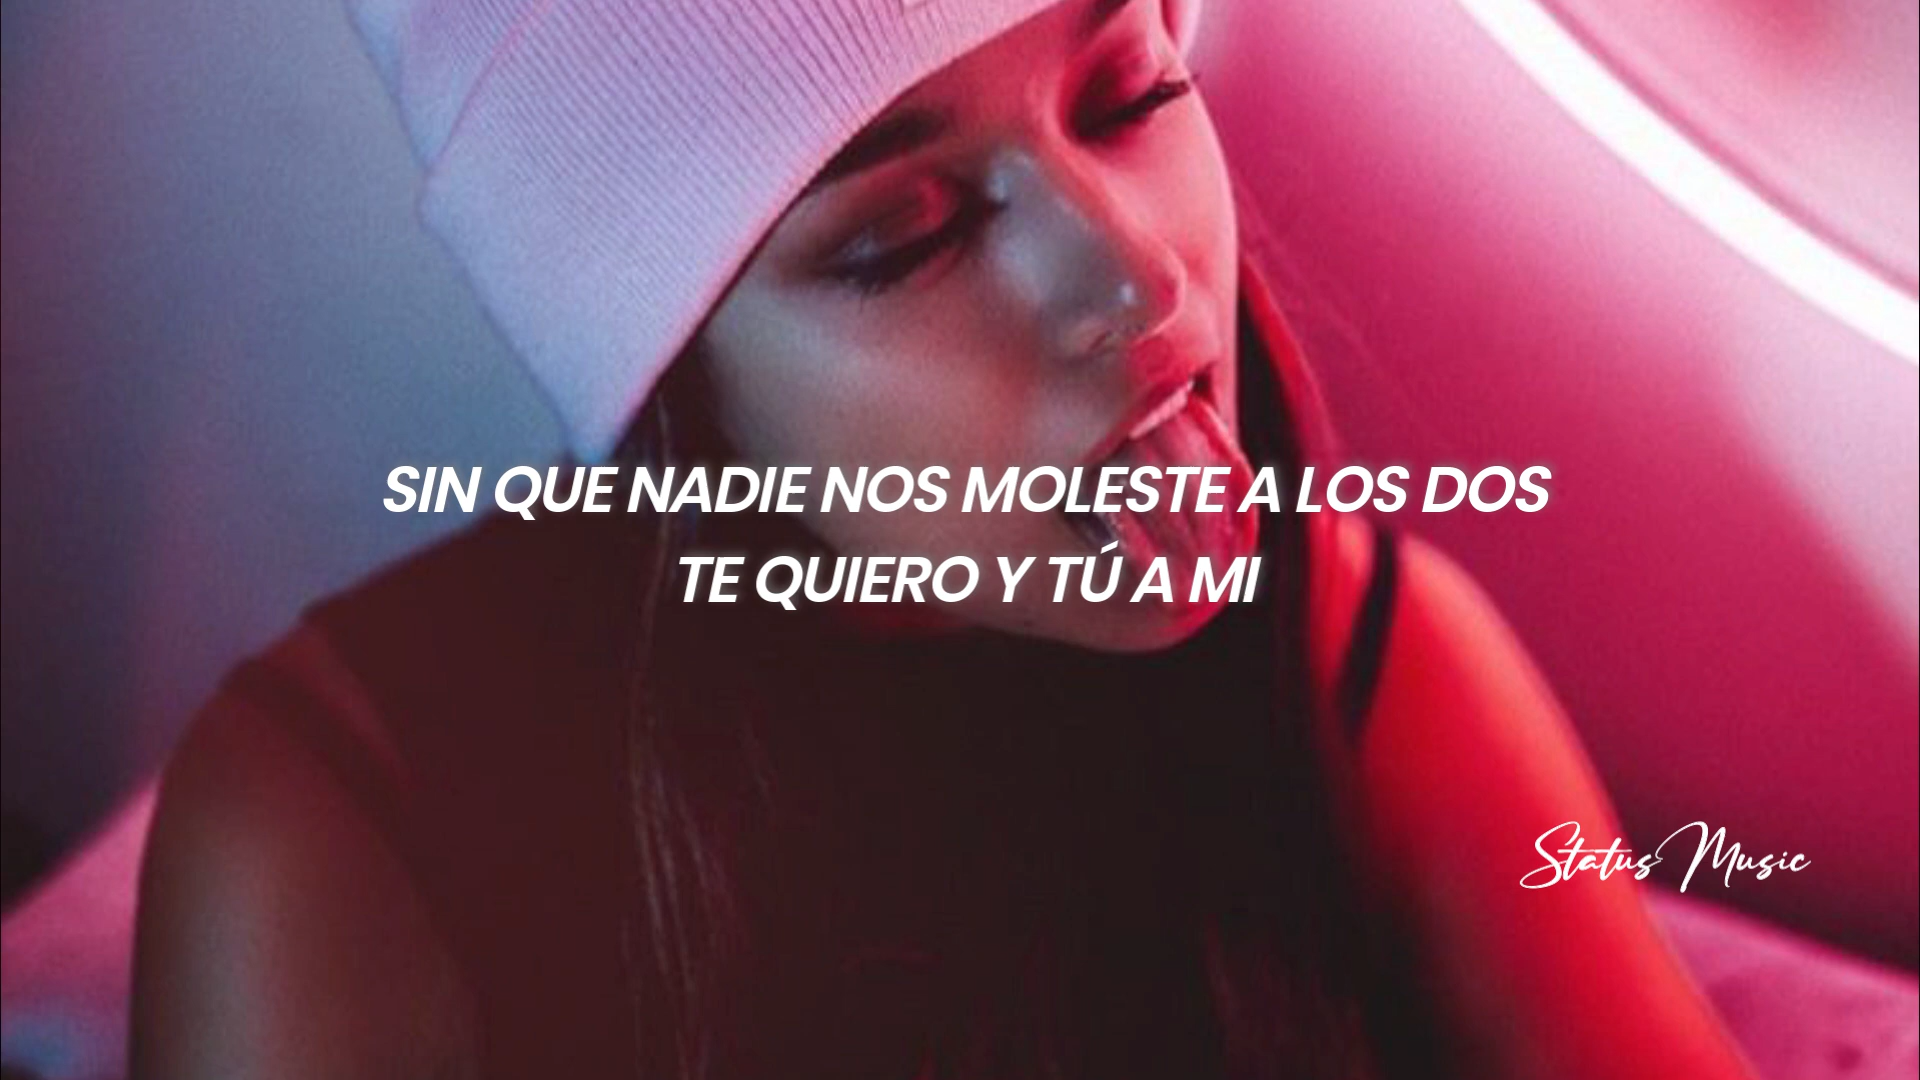 SIN QUE NADIE NOS MOLESTE A LOS DOS
TE QUIERO Y TÚ A MI
Status Music